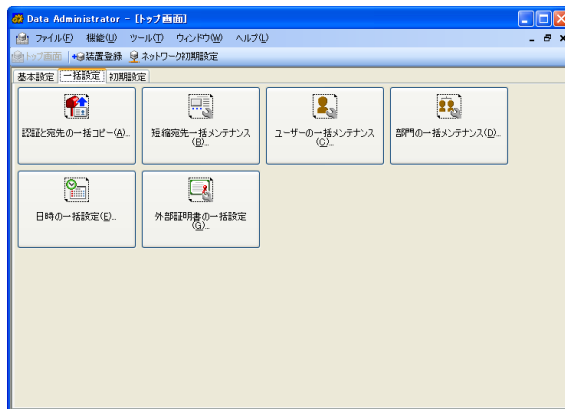 Data Administrator - [トップ画面]
ファイル(F) 機能(U) ツール(T) ウィンドウ(W) ヘルプ(L)
トップ画面 装置登録 ネットワーク初期設定
基本設定 一括設定 初期設定
認証と宛先の一括コピー(A)...
短縮宛先一括メンテナンス
(B)...
ユーザーの一括メンテナンス
(C)...
部門の一括メンテナンス(D)...
日時の一括設定(E)...
外部証明書の一括設定
(G)...